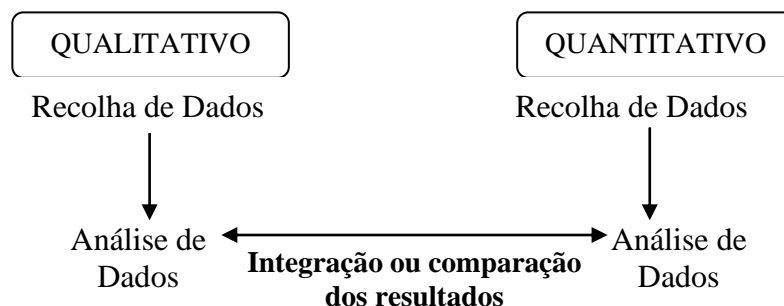 QUALITATIVO
QUANTITATIVO
Recolha de Dados
Recolha de Dados
Análise de
Dados
Integração ou comparação
dos resultados
Análise de
Dados